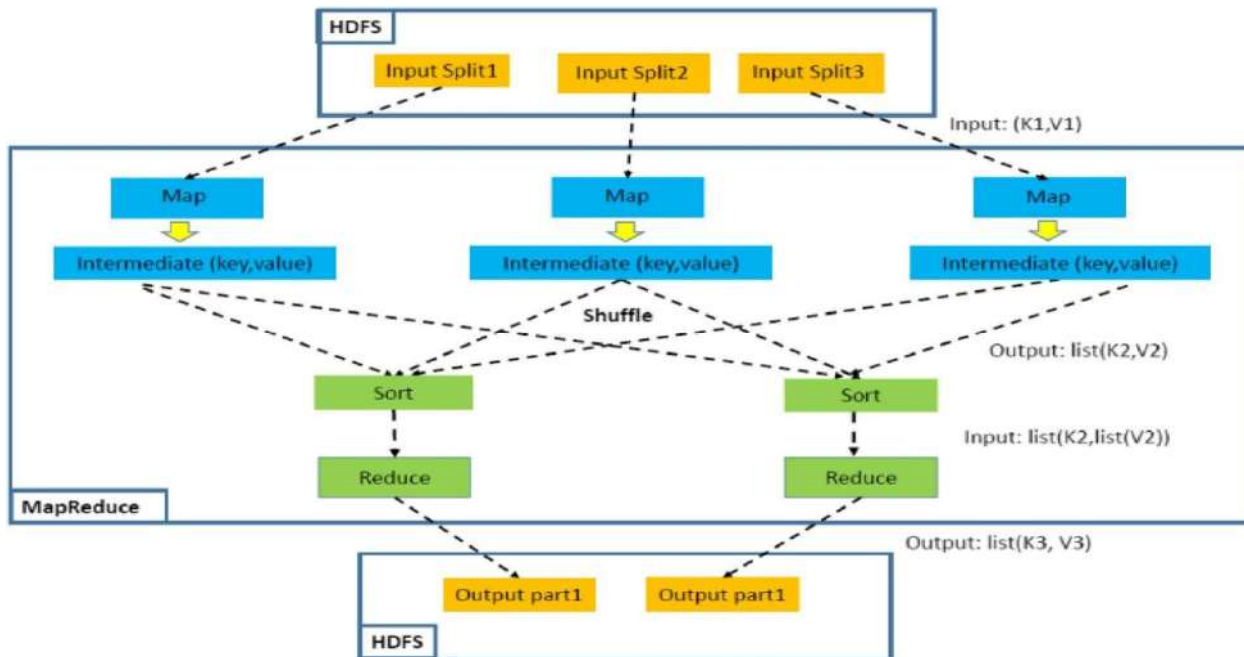 HDFS
Input Split1
Input Split2
Input Split3
Input: (K1,V1)
Map
Map
Map
Intermediate (key,value)
Intermediate (key,value)
Intermediate (key,value)
Shuffle
Output: list(K2,V2)
Sort
Sort
Input: list(K2,list(V2))
Reduce
Reduce
MapReduce
Output: list(K3, V3)
Output part1
Output part1
HDFS